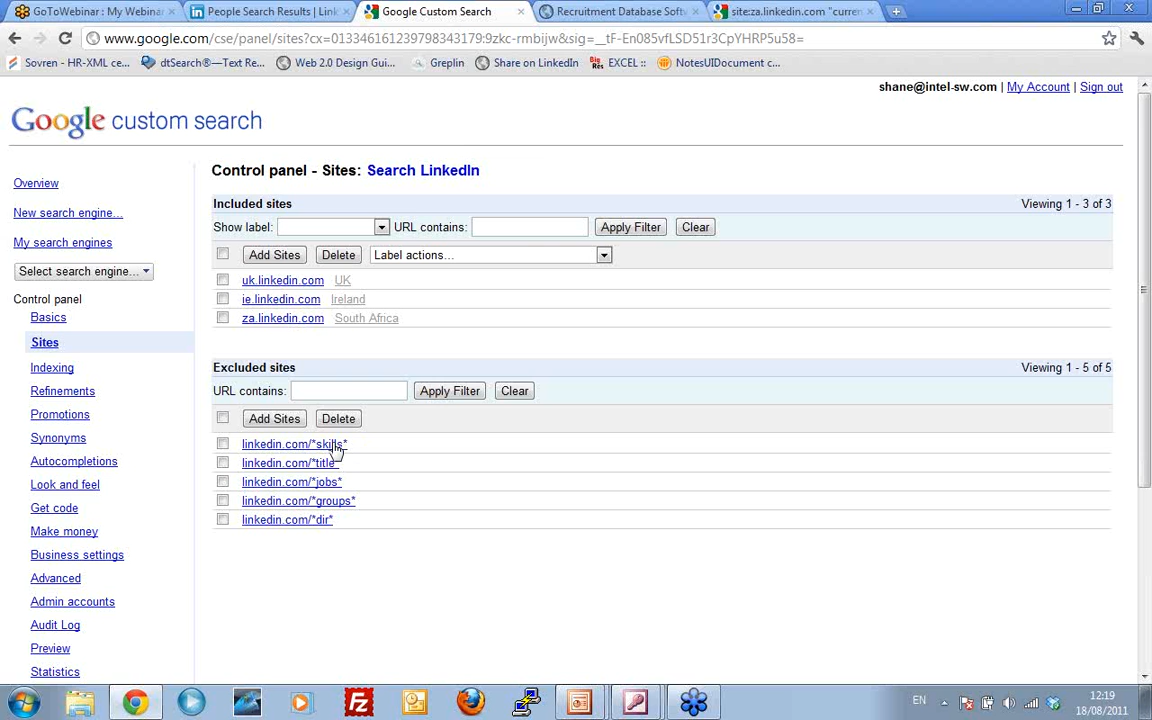 GoToWebinar : My Webinar
People Search Results | Link
Google Custom Search
Recruitment Database Softw
site:za.linkedin.com "curren
www.google.com/cse/panel/sites?cx=013346161239798343179:9zkc-rmbijw&sig=__tF-En085vfLSD51r3CpYHRP5u58=
Sovren - HR-XML ce...
dtSearch®—Text Re...
Web 2.0 Design Gui...
Greplin
Share on LinkedIn
EXCEL ::
NotesUIDocument c...
shane@intel-sw.com | My Account | Sign out
Google custom search
Control panel - Sites: Search LinkedIn
Overview
New search engine...
My search engines
Select search engine...
Control panel
Basics
Sites
Indexing
Refinements
Promotions
Synonyms
Autocompletions
Look and feel
Get code
Make money
Business settings
Advanced
Admin accounts
Audit Log
Preview
Statistics
Included sites Viewing 1 - 3 of 3
Show label: URL contains: Apply Filter Clear
Add Sites Delete Label actions...
uk.linkedin.com UK
ie.linkedin.com Ireland
za.linkedin.com South Africa
Excluded sites Viewing 1 - 5 of 5
URL contains: Apply Filter Clear
Add Sites Delete
linkedin.com/*skills*
linkedin.com/*title*
linkedin.com/*jobs*
linkedin.com/*groups*
linkedin.com/*dir*
EN
12:19
18/08/2011